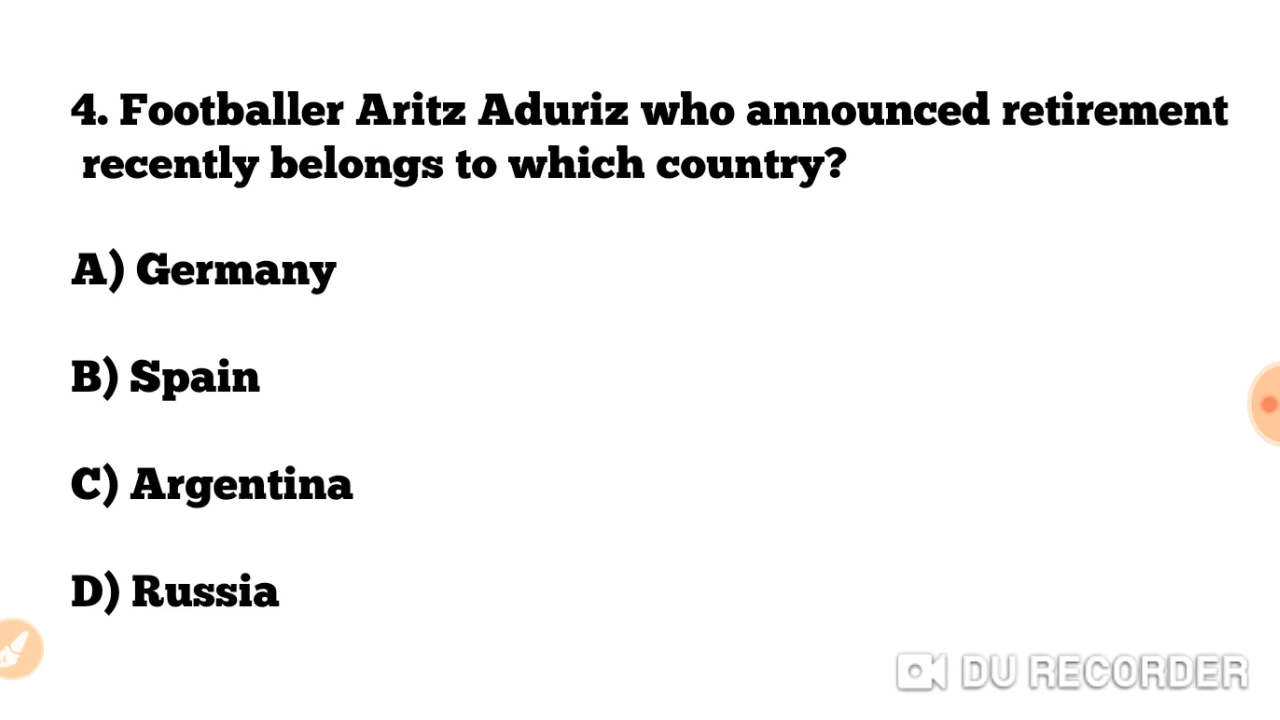 4. Footballer Aritz Aduriz who announced retirement
recently belongs to which country?
A) Germany
B) Spain
C) Argentina
D) Russia
DU RECORDER